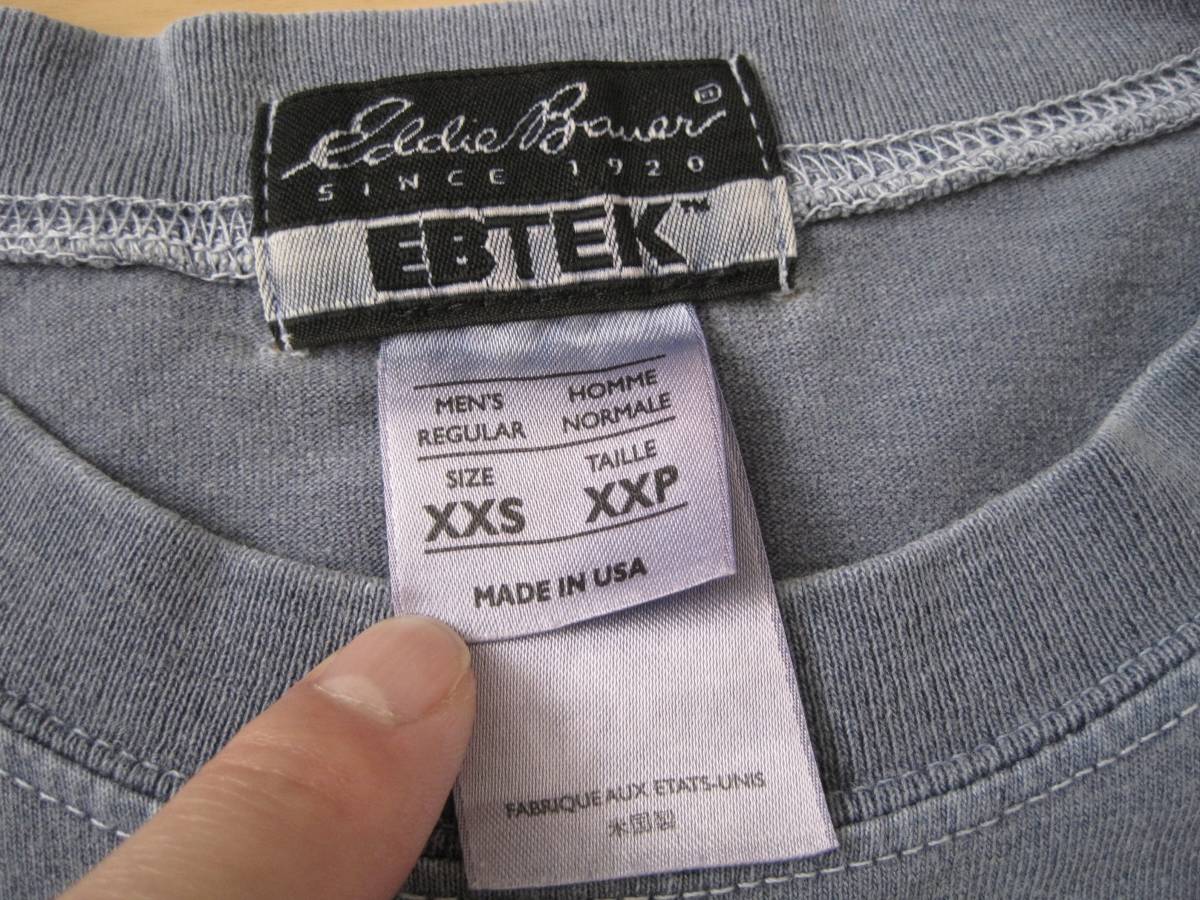 Eddie Bauer
SINCE 1920
EBTEK™
MEN'S REGULAR
HOMME NORMALE
SIZE XXS
TAILLE XXP
MADE IN USA
FABRIQUE AUX ETATS-UNIS
米国製